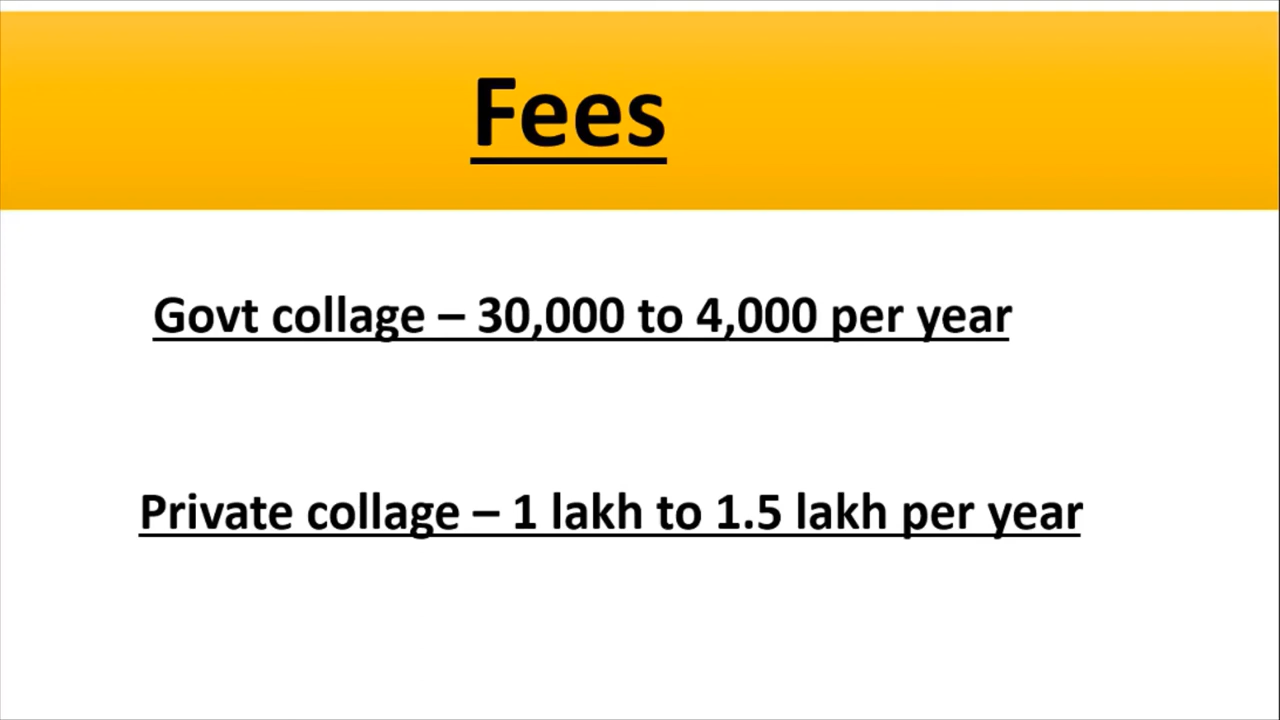 Fees
Govt collage – 30,000 to 4,000 per year
Private collage – 1 lakh to 1.5 lakh per year